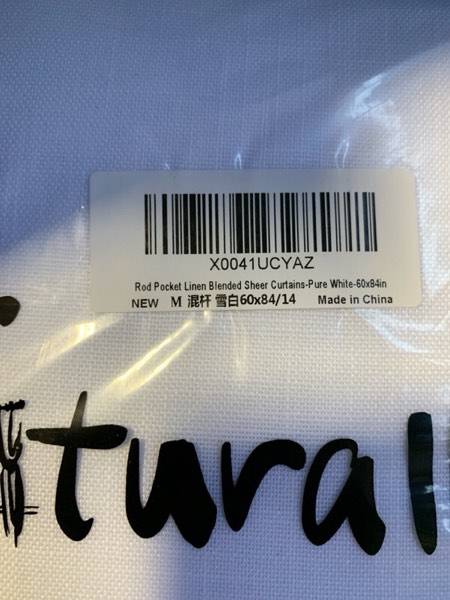 X0041UCYAZ
Rod Pocket Linen Blended Sheer Curtains-Pure White-60x84in
NEW M 混杆 雪白60x84/14 Made in China
tural